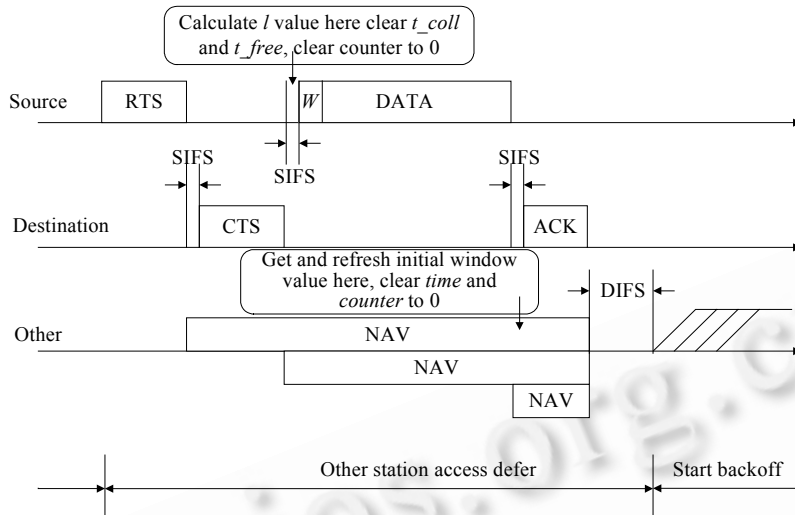 Calculate l value here clear t_coll
and t_free, clear counter to 0
Source
RTS
W
DATA
SIFS
SIFS
SIFS
Destination
CTS
ACK
Get and refresh initial window
value here, clear time and
counter to 0
DIFS
Other
NAV
NAV
NAV
Other station access defer
Start backoff